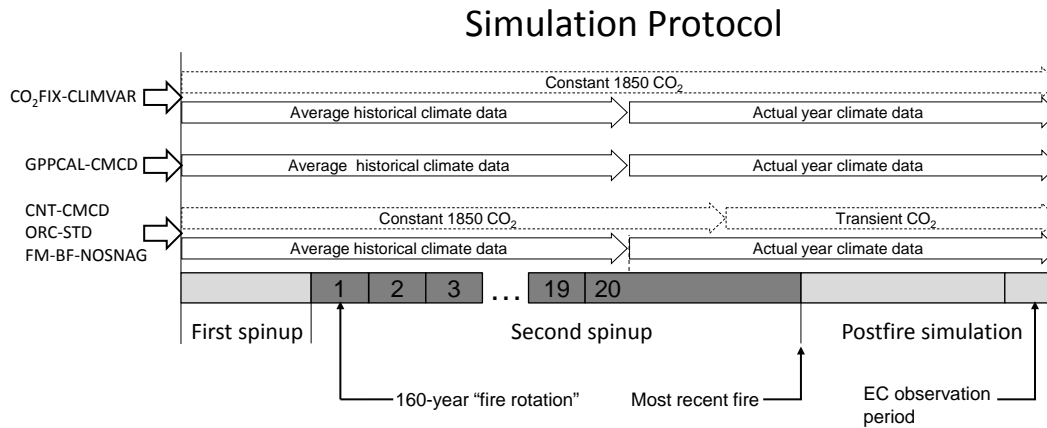 Simulation Protocol
CO₂FIX-CLIMVAR
Constant 1850 CO₂
Average historical climate data
Actual year climate data
GPPCAL-CMCD
Average historical climate data
Actual year climate data
CNT-CMCD
ORC-STD
FM-BF-NOSNAG
Constant 1850 CO₂
Transient CO₂
Average historical climate data
Actual year climate data
1 2 3 ... 19 20
First spinup
Second spinup
Postfire simulation
160-year “fire rotation”
Most recent fire
EC observation
period